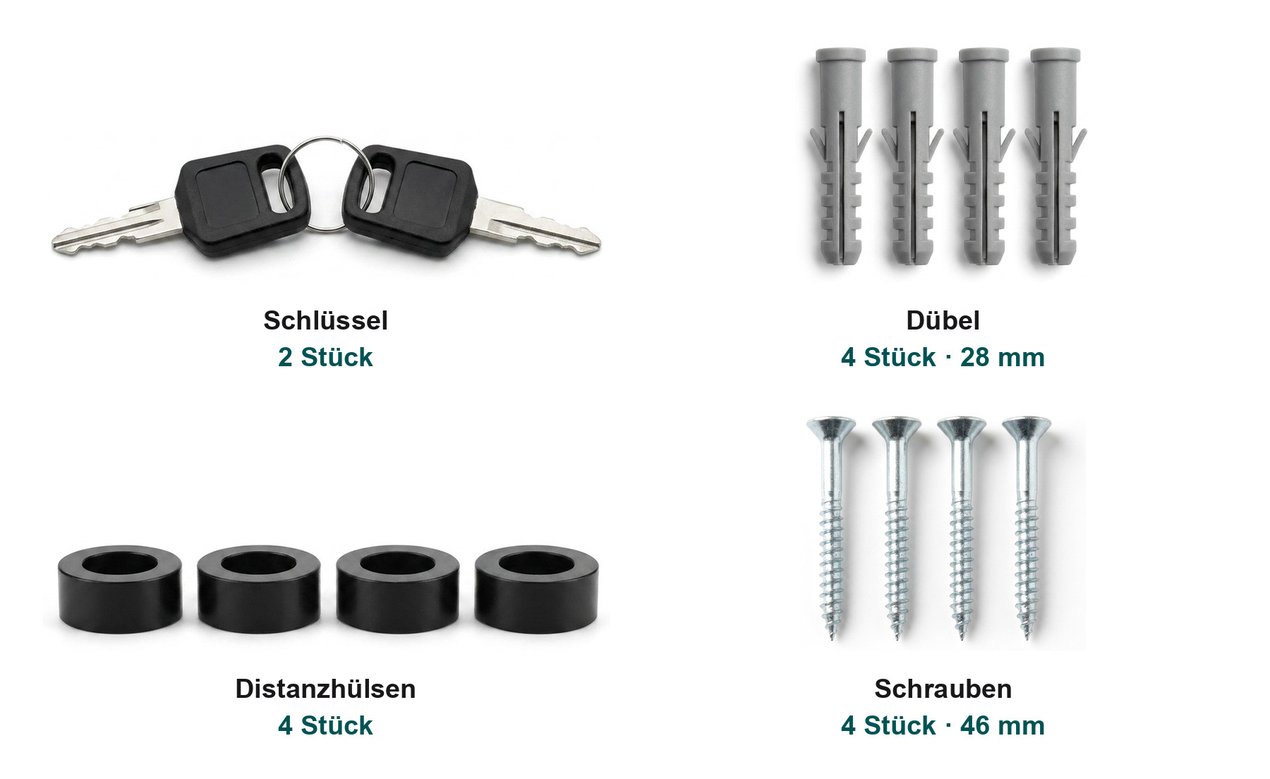 Schlüssel
2 Stück
Dübel
4 Stück · 28 mm
Distanzhülsen
4 Stück
Schrauben
4 Stück · 46 mm